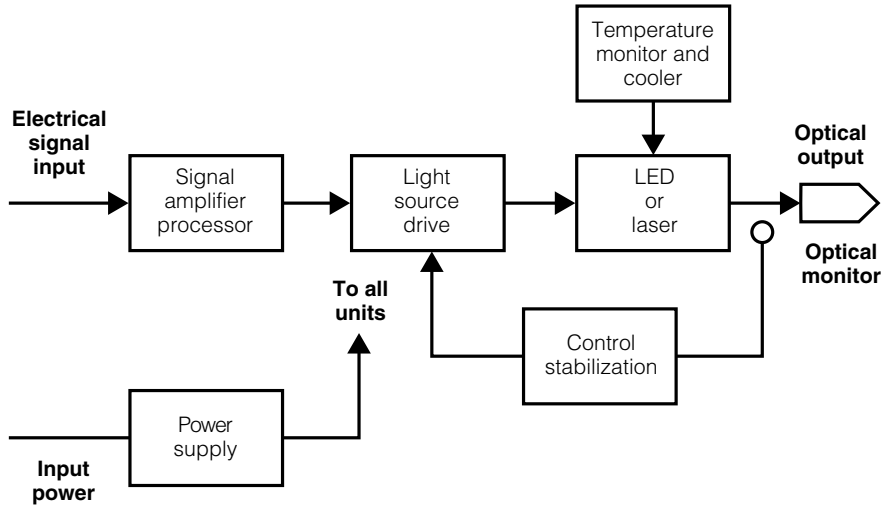 Temperature
monitor and
cooler
Electrical
signal
input
Signal
amplifier
processor
Light
source
drive
LED
or
laser
Optical
output
Optical
monitor
To all
units
Control
stabilization
Power
supply
Input
power